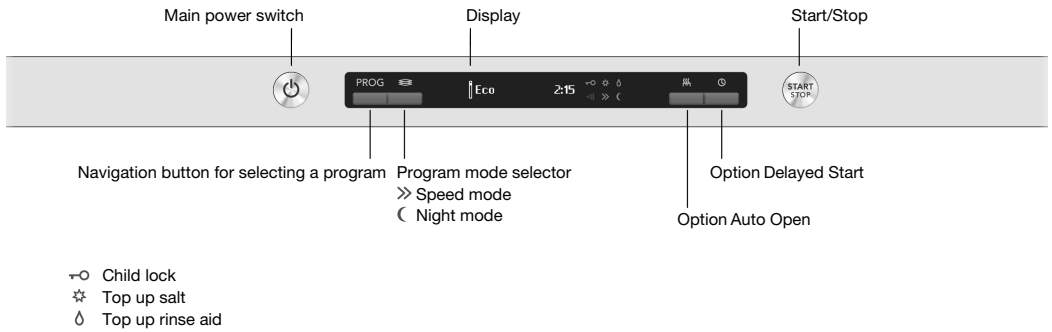 Main power switch Display Start/Stop
PROG
Eco 2:15
START
STOP
Navigation button for selecting a program Program mode selector Option Delayed Start
Speed mode
Night mode Option Auto Open
Child lock
Top up salt
Top up rinse aid